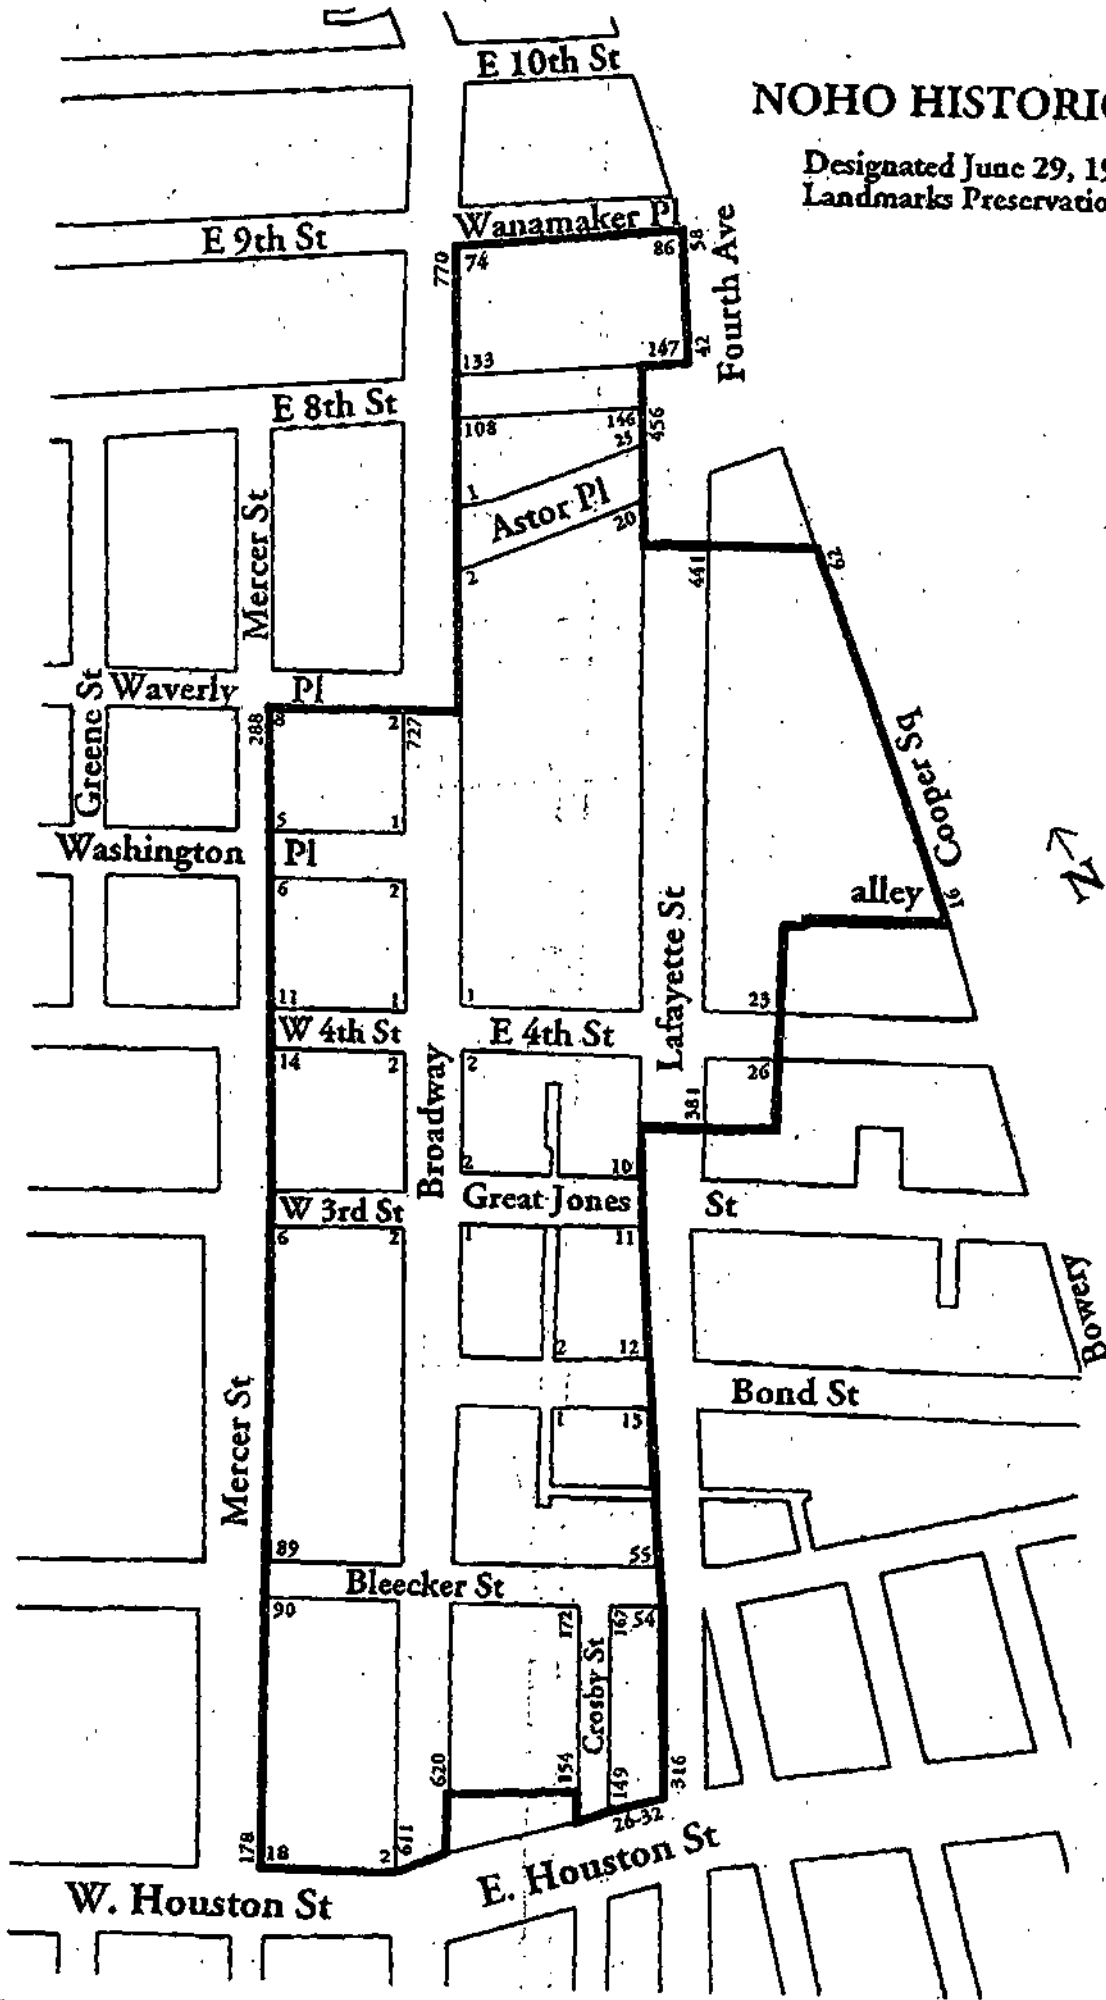 E 10th St
NOHO HISTORIC
Designated June 29, 19
Landmarks Preservatio
Wanamaker Pl
E 9th St
770
74
86
58
Fourth Ave
133
147
42
E 8th St
108
146
456
25
1
Astor Pl
20
2
Mercer St
441
62
Waverly Pl
Greene St
288
8
2
727
Cooper Sq
5
1
Washington Pl
6
2
alley
91
Lafayette St
11
1
1
23
W 4th St
E 4th St
14
2
2
26
Broadway
381
2
10
W 3rd St
Great Jones St
6
2
1
11
Bowery
2
12
Bond St
Mercer St
1
13
89
55
Bleecker St
90
172
167
54
Crosby St
620
154
149
316
26-32
178
18
2
611
W. Houston St
E. Houston St
N